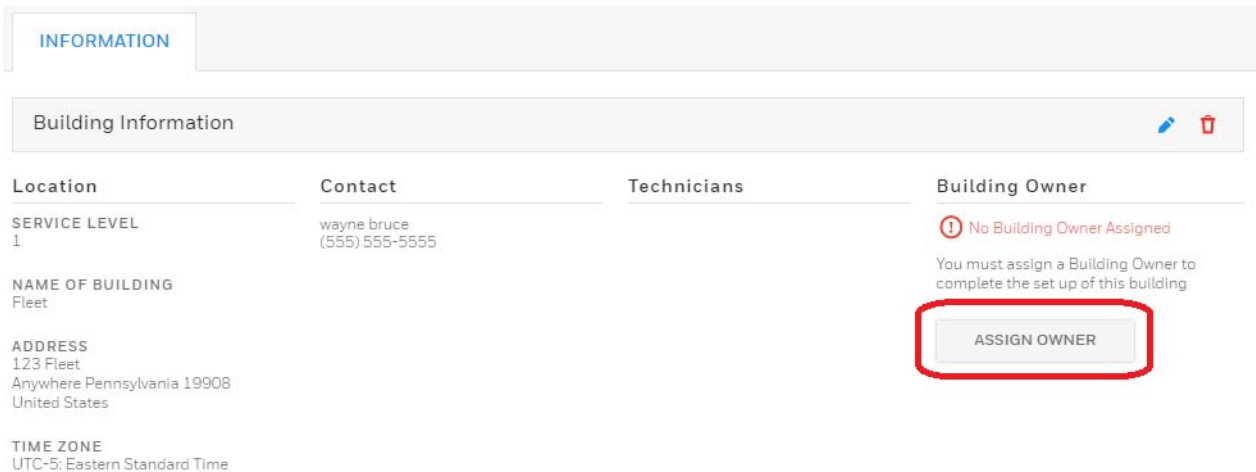 INFORMATION
Building Information
Location
SERVICE LEVEL
1
NAME OF BUILDING
Fleet
ADDRESS
123 Fleet
Anywhere Pennsylvania 19908
United States
TIME ZONE
UTC-5: Eastern Standard Time
Contact
wayne bruce
(555) 555-5555
Technicians
Building Owner
No Building Owner Assigned
You must assign a Building Owner to
complete the set up of this building
ASSIGN OWNER